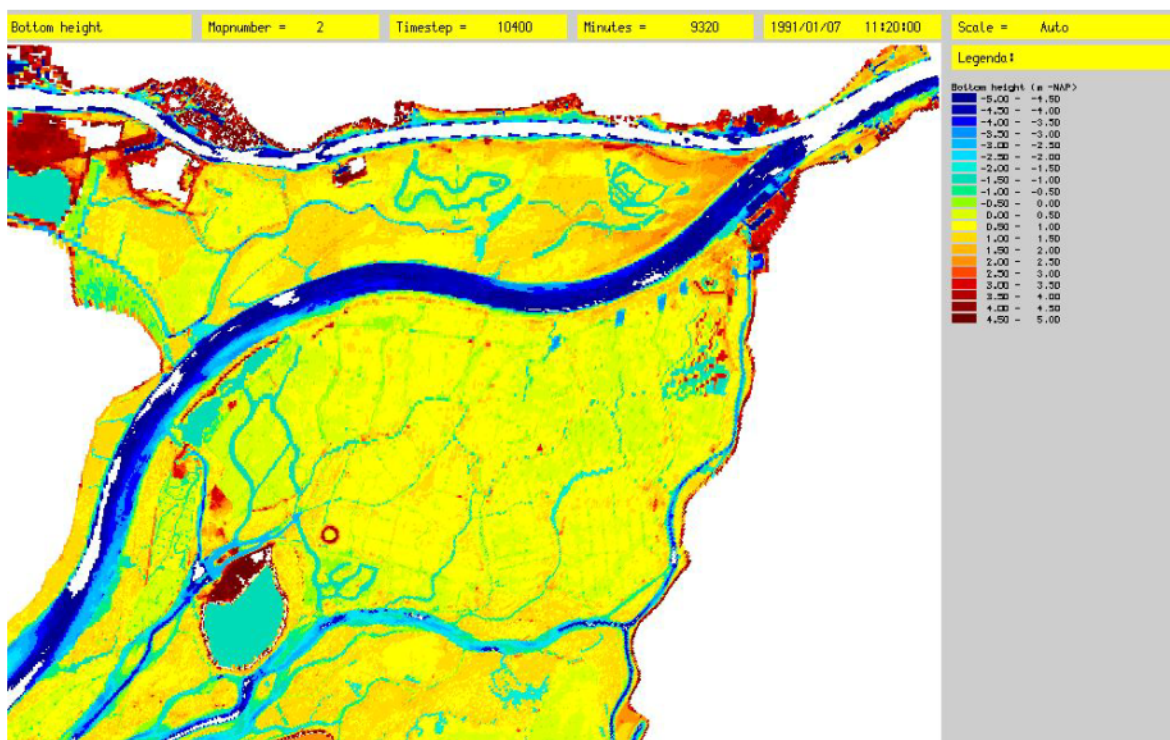 Bottom height
Mapnumber = 2
Timestep = 10400
Minutes = 9320
1991/01/07 11:20:00
Scale = Auto
Legenda:
Bottom height (m -NAP)
-5.00 - -4.50
-4.50 - -4.00
-4.00 - -3.50
-3.50 - -3.00
-3.00 - -2.50
-2.50 - -2.00
-2.00 - -1.50
-1.50 - -1.00
-1.00 - -0.50
-0.50 - 0.00
0.00 - 0.50
0.50 - 1.00
1.00 - 1.50
1.50 - 2.00
2.00 - 2.50
2.50 - 3.00
3.00 - 3.50
3.50 - 4.00
4.00 - 4.50
4.50 - 5.00